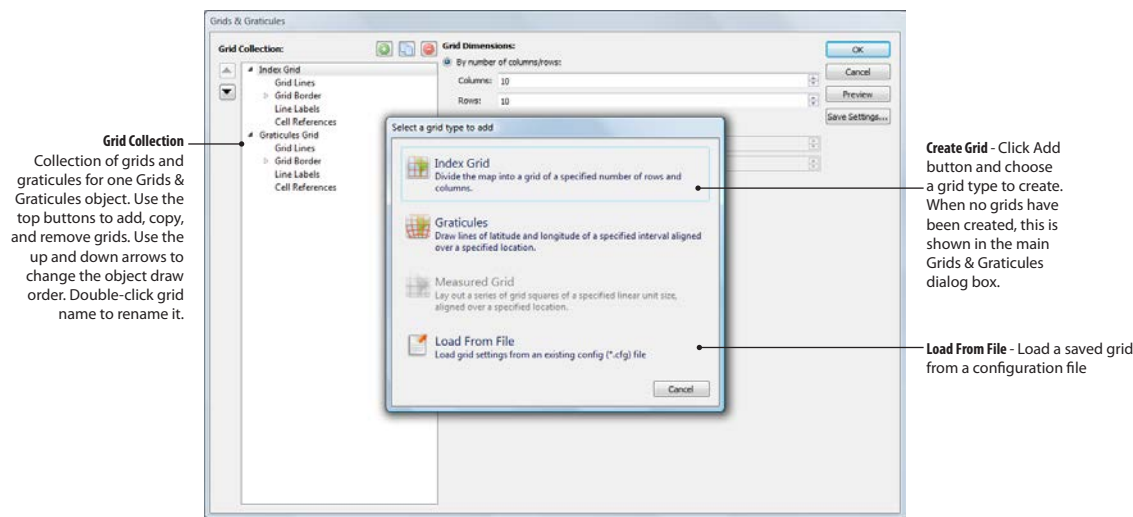 Grids & Graticules
Grid Collection:
Index Grid
Grid Lines
Grid Border
Line Labels
Cell References
Graticules Grid
Grid Lines
Grid Border
Line Labels
Cell References
Grid Dimensions:
By number of columns/rows:
Columns: 10
Rows: 10
OK
Cancel
Preview
Save Settings...
Select a grid type to add
Index Grid
Divide the map into a grid of a specified number of rows and
columns.
Graticules
Draw lines of latitude and longitude of a specified interval aligned
over a specified location.
Measured Grid
Lay out a series of grid squares of a specified linear unit size,
aligned over a specified location.
Load From File
Load grid settings from an existing config (*.cfg) file
Cancel
Grid Collection
Collection of grids and
graticules for one Grids &
Graticules object. Use the
top buttons to add, copy,
and remove grids. Use the
up and down arrows to
change the object draw
order. Double-click grid
name to rename it.
Create Grid - Click Add
button and choose
a grid type to create.
When no grids have
been created, this is
shown in the main
Grids & Graticules
dialog box.
Load From File - Load a saved grid
from a configuration file